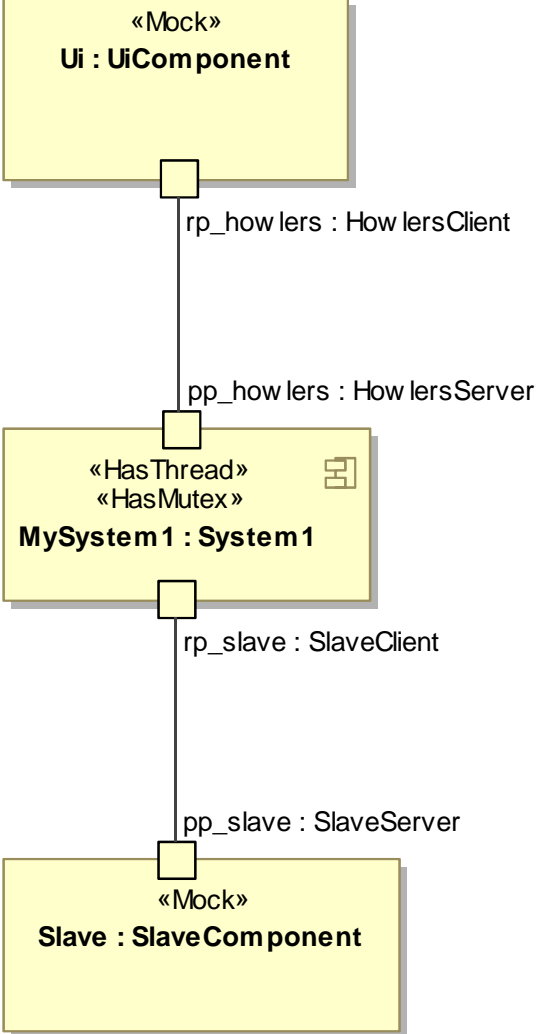 «Mock»
Ui : UiComponent
rp_howlers : HowlersClient
pp_howlers : HowlersServer
«HasThread»
«HasMutex»
MySystem1 : System1
rp_slave : SlaveClient
pp_slave : SlaveServer
«Mock»
Slave : SlaveComponent